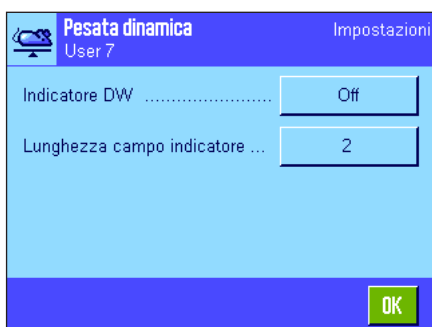 Pesata dinamica Impostazioni
User 7
Indicatore DW ........................ Off
Lunghezza campo indicatore ... 2
OK